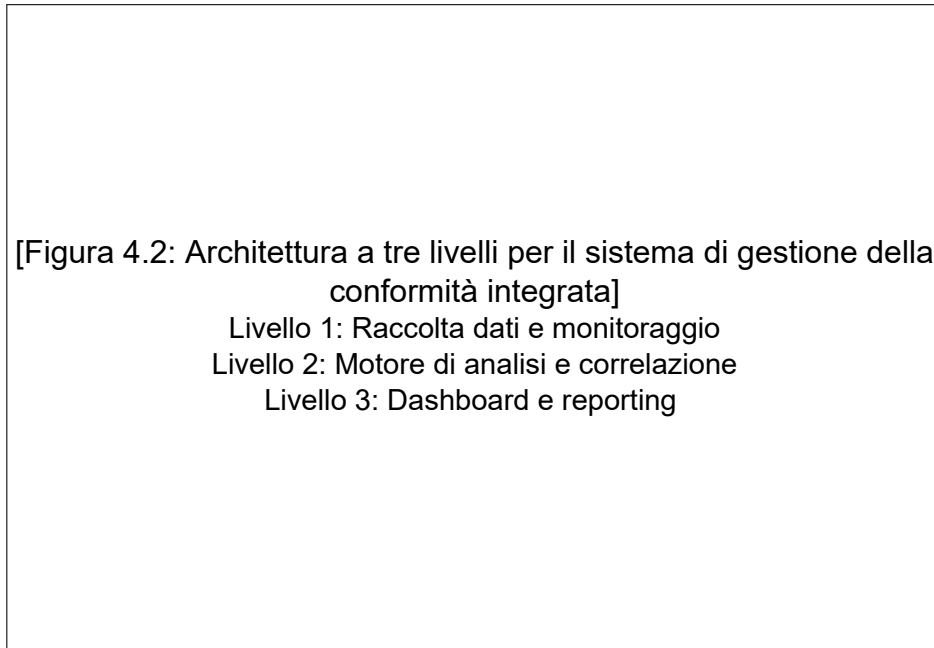 [Figura 4.2: Architettura a tre livelli per il sistema di gestione della
conformità integrata]
Livello 1: Raccolta dati e monitoraggio
Livello 2: Motore di analisi e correlazione
Livello 3: Dashboard e reporting